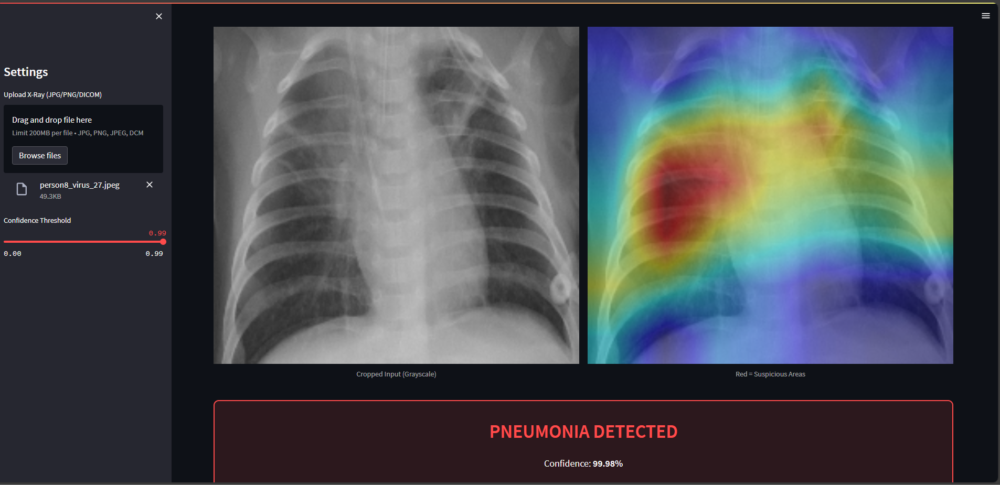 Settings
Upload X-Ray (JPG/PNG/DICOM)
Drag and drop file here
Limit 200MB per file • JPG, PNG, JPEG, DCM
Browse files
person8_virus_27.jpeg
49.3KB
Confidence Threshold
0.99
0.00 0.99
Cropped Input (Grayscale)
Red = Suspicious Areas
PNEUMONIA DETECTED
Confidence: 99.98%